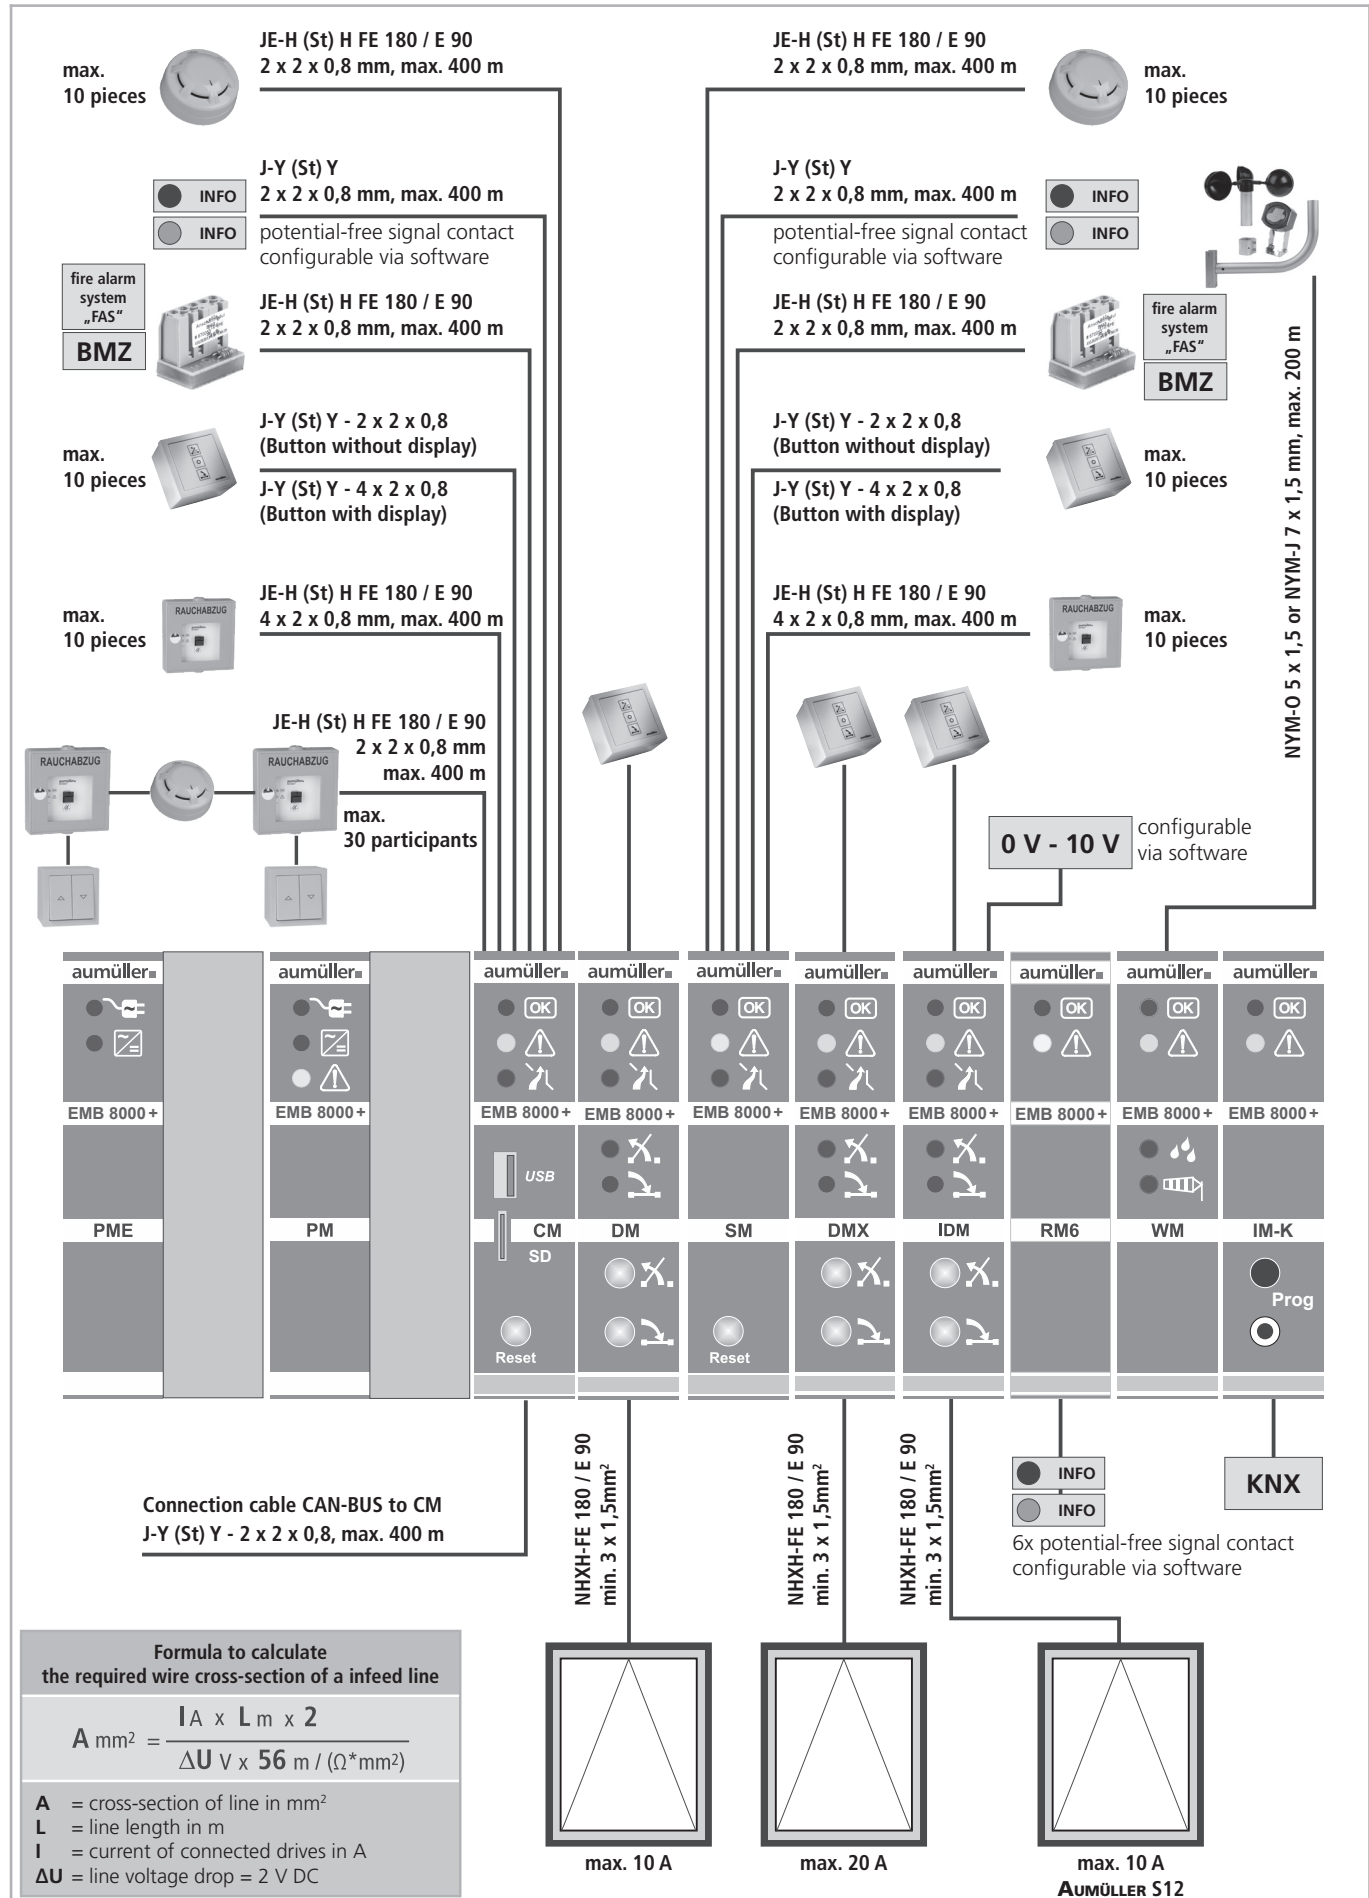 JE-H (St) H FE 180 / E 90
2 x 2 x 0,8 mm, max. 400 m
max.
10 pieces
J-Y (St) Y
2 x 2 x 0,8 mm, max. 400 m
INFO
INFO
potential-free signal contact
configurable via software
fire alarm
system
„FAS“
BMZ
JE-H (St) H FE 180 / E 90
2 x 2 x 0,8 mm, max. 400 m
max.
10 pieces
J-Y (St) Y - 2 x 2 x 0,8
(Button without display)
J-Y (St) Y - 4 x 2 x 0,8
(Button with display)
max.
10 pieces
RAUCHABZUG
JE-H (St) H FE 180 / E 90
4 x 2 x 0,8 mm, max. 400 m
JE-H (St) H FE 180 / E 90
2 x 2 x 0,8 mm
max. 400 m
RAUCHABZUG
aumüller
RAUCHABZUG
aumüller
max.
30 participants
JE-H (St) H FE 180 / E 90
2 x 2 x 0,8 mm, max. 400 m
max.
10 pieces
J-Y (St) Y
2 x 2 x 0,8 mm, max. 400 m
INFO
INFO
potential-free signal contact
configurable via software
JE-H (St) H FE 180 / E 90
2 x 2 x 0,8 mm, max. 400 m
fire alarm
system
„FAS“
BMZ
J-Y (St) Y - 2 x 2 x 0,8
(Button without display)
J-Y (St) Y - 4 x 2 x 0,8
(Button with display)
max.
10 pieces
JE-H (St) H FE 180 / E 90
4 x 2 x 0,8 mm, max. 400 m
RAUCHABZUG
max.
10 pieces
NYM-O 5 x 1,5 or NYM-J 7 x 1,5 mm, max. 200 m
0 V - 10 V
configurable
via software
aumüller
EMB 8000+
PME
aumüller
EMB 8000+
PM
aumüller
OK
EMB 8000+
USB
CM
SD
Reset
aumüller
OK
EMB 8000+
DM
aumüller
OK
EMB 8000+
SM
Reset
aumüller
OK
EMB 8000+
DMX
aumüller
OK
EMB 8000+
IDM
aumüller
OK
EMB 8000+
RM6
aumüller
OK
EMB 8000+
WM
aumüller
OK
EMB 8000+
IM-K
Prog
Connection cable CAN-BUS to CM
J-Y (St) Y - 2 x 2 x 0,8, max. 400 m
NHXH-FE 180 / E 90
min. 3 x 1,5mm²
NHXH-FE 180 / E 90
min. 3 x 1,5mm²
NHXH-FE 180 / E 90
min. 3 x 1,5mm²
INFO
INFO
6x potential-free signal contact
configurable via software
KNX
Formula to calculate
the required wire cross-section of a infeed line
A mm² = I A x L m x 2
ΔU V x 56 m / (Ω*mm²)
A = cross-section of line in mm²
L = line length in m
I = current of connected drives in A
ΔU = line voltage drop = 2 V DC
max. 10 A
max. 20 A
max. 10 A
AUMÜLLER S12